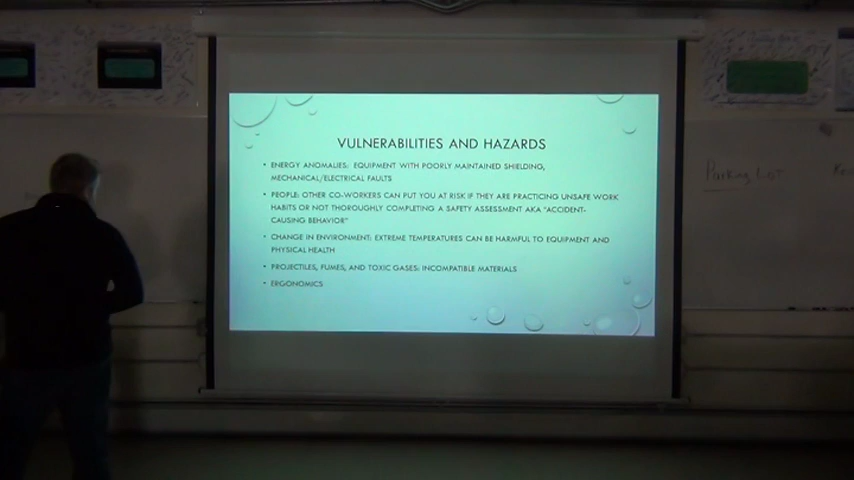 VULNERABILITIES AND HAZARDS
• ENERGY ANOMALIES: EQUIPMENT WITH POORLY MAINTAINED SHIELDING,
MECHANICAL/ELECTRICAL FAULTS
• PEOPLE: OTHER CO-WORKERS CAN PUT YOU AT RISK IF THEY ARE PRACTICING UNSAFE WORK
HABITS OR NOT THOROUGHLY COMPLETING A SAFETY ASSESSMENT AKA "ACCIDENT-
CAUSING BEHAVIOR"
• CHANGE IN ENVIRONMENT: EXTREME TEMPERATURES CAN BE HARMFUL TO EQUIPMENT AND
PHYSICAL HEALTH
• PROJECTILES, FUMES, AND TOXIC GASES: INCOMPATIBLE MATERIALS
• ERGONOMICS
Parking Lot